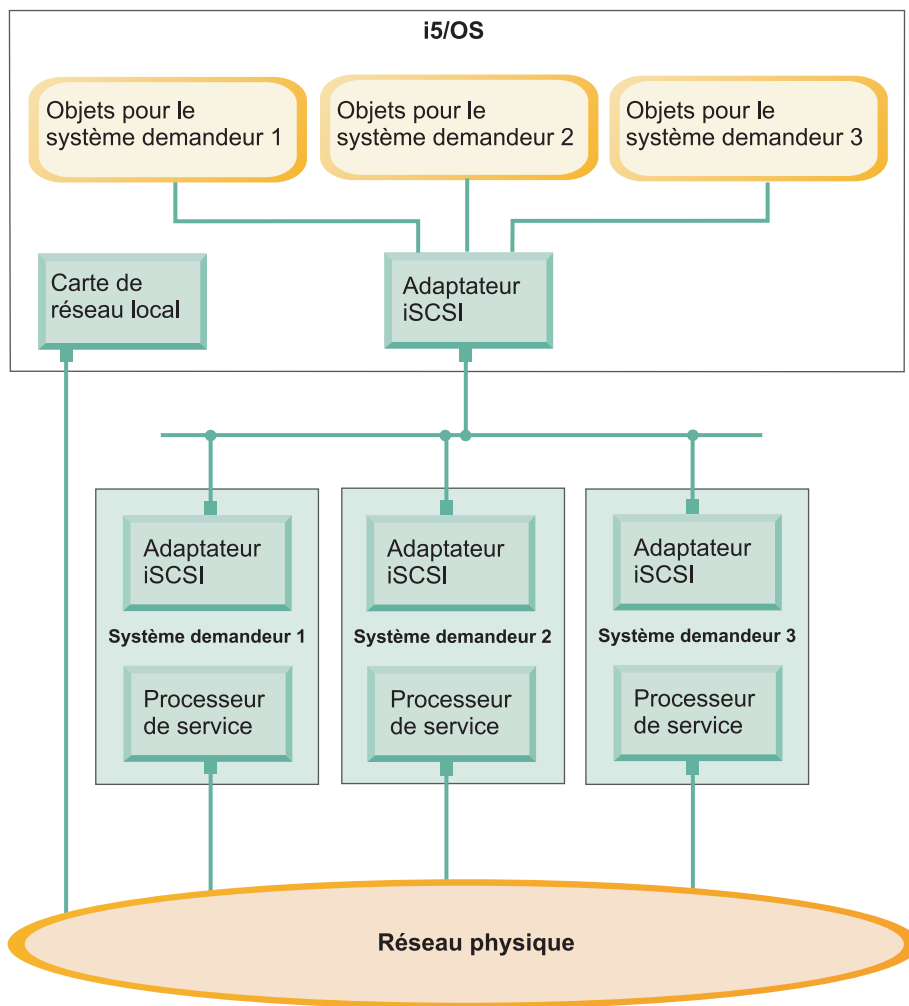 i5/OS
Objets pour le
système demandeur 1
Objets pour le
système demandeur 2
Objets pour le
système demandeur 3
Carte de
réseau local
Adaptateur
iSCSI
Adaptateur
iSCSI
Système demandeur 1
Processeur
de service
Adaptateur
iSCSI
Système demandeur 2
Processeur
de service
Adaptateur
iSCSI
Système demandeur 3
Processeur
de service
Réseau physique